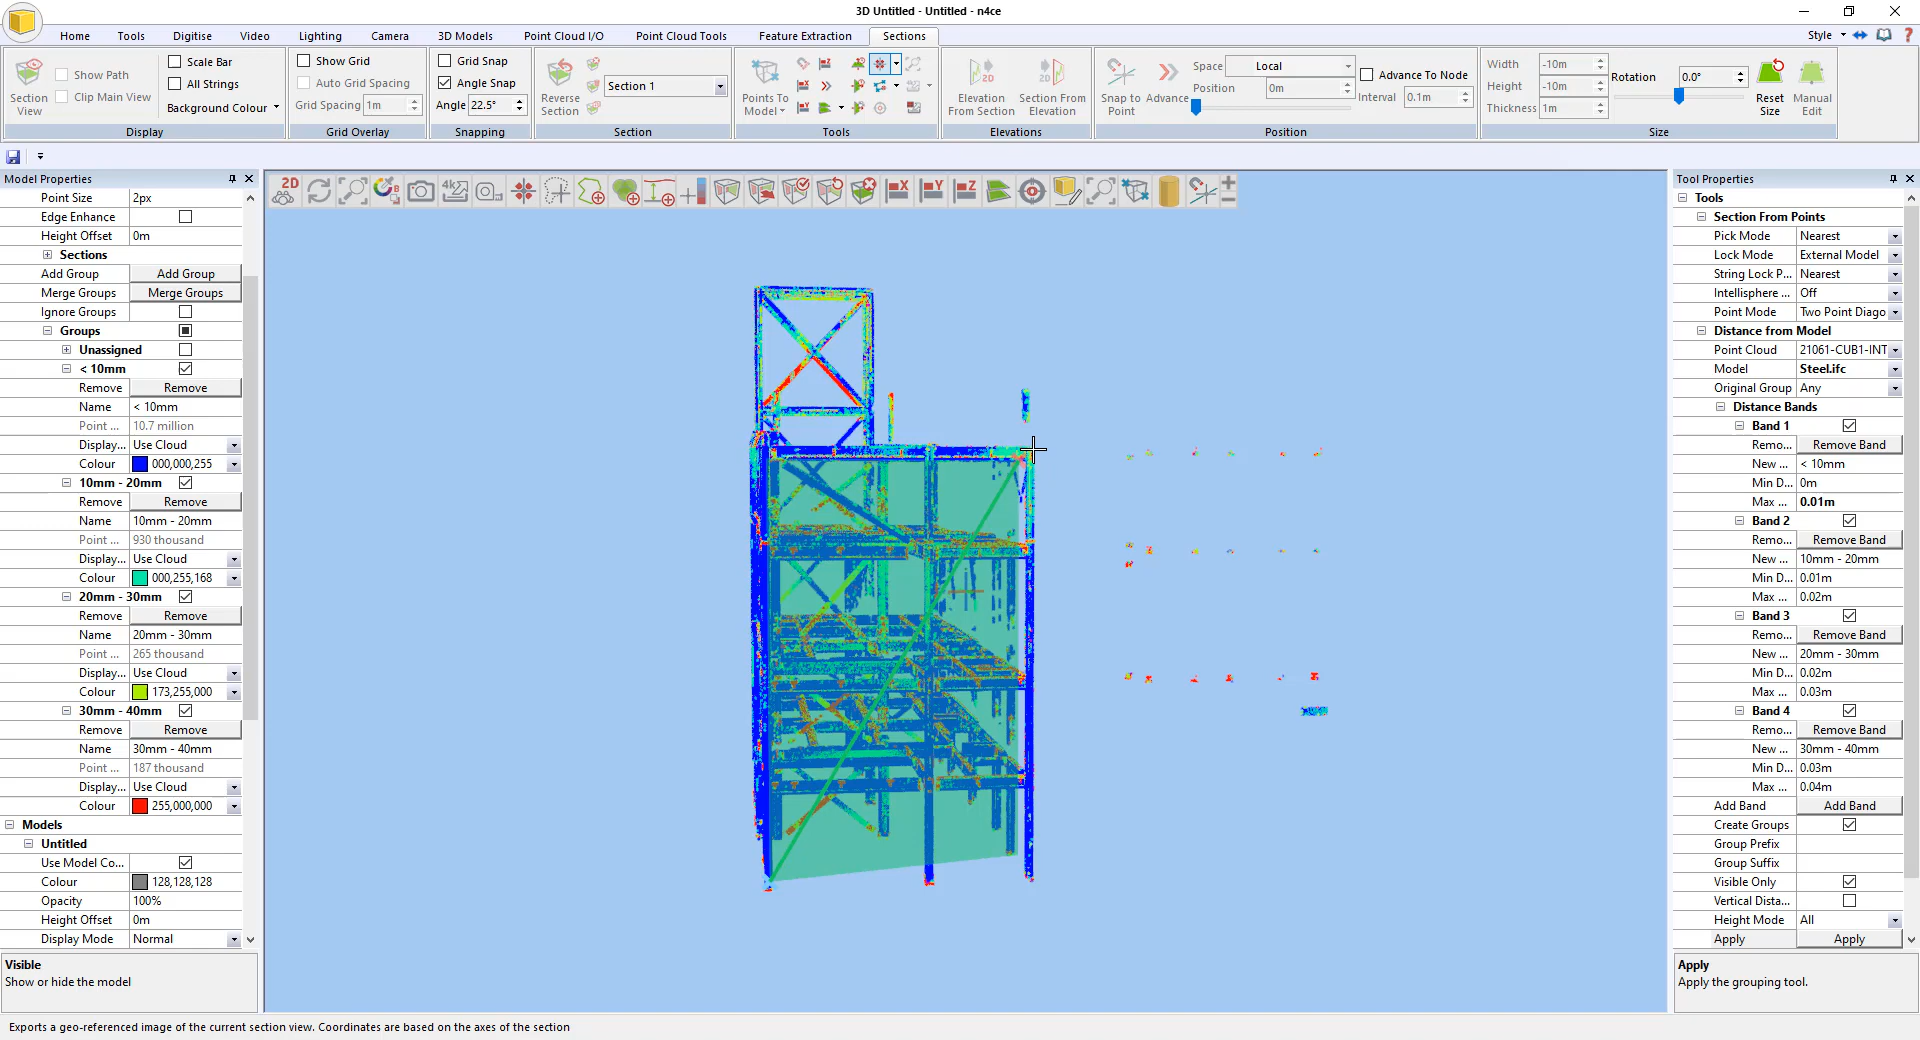 3D Untitled - Untitled - n4ce
Home Tools Digitise Video Lighting Camera 3D Models Point Cloud I/O Point Cloud Tools Feature Extraction Sections Style
Section View
Show Path
Clip Main View
Scale Bar
All Strings
Background Colour
Display
Show Grid
Auto Grid Spacing
Grid Spacing 1m
Grid Overlay
Grid Snap
Angle Snap
Angle 22.5°
Snapping
Reverse Section
Section 1
Section
Points To Model
Tools
Elevation From Section
Section From Elevation
Elevations
Snap to Point
Advance
Space Local
Position 0m
Advance To Node
Interval 0.1m
Position
Width -10m
Height -10m
Thickness 1m
Rotation 0.0°
Reset Size
Manual Edit
Size
Model Properties
Point Size 2px
Edge Enhance
Height Offset 0m
Sections
Add Group Add Group
Merge Groups Merge Groups
Ignore Groups
Groups
Unassigned
< 10mm
Remove Remove
Name < 10mm
Point ... 10.7 million
Display... Use Cloud
Colour 000,000,255
10mm - 20mm
Remove Remove
Name 10mm - 20mm
Point ... 930 thousand
Display... Use Cloud
Colour 000,255,168
20mm - 30mm
Remove Remove
Name 20mm - 30mm
Point ... 265 thousand
Display... Use Cloud
Colour 173,255,000
30mm - 40mm
Remove Remove
Name 30mm - 40mm
Point ... 187 thousand
Display... Use Cloud
Colour 255,000,000
Models
Untitled
Use Model Co...
Colour 128,128,128
Opacity 100%
Height Offset 0m
Display Mode Normal
Visible
Show or hide the model
2D
4k
X
Y
Z
Tool Properties
Tools
Section From Points
Pick Mode Nearest
Lock Mode External Model
String Lock P... Nearest
Intellisphere ... Off
Point Mode Two Point Diago
Distance from Model
Point Cloud 21061-CUB1-INT
Model Steel.ifc
Original Group Any
Distance Bands
Band 1
Remo... Remove Band
New ... < 10mm
Min D... 0m
Max ... 0.01m
Band 2
Remo... Remove Band
New ... 10mm - 20mm
Min D... 0.01m
Max ... 0.02m
Band 3
Remo... Remove Band
New ... 20mm - 30mm
Min D... 0.02m
Max ... 0.03m
Band 4
Remo... Remove Band
New ... 30mm - 40mm
Min D... 0.03m
Max ... 0.04m
Add Band Add Band
Create Groups
Group Prefix
Group Suffix
Visible Only
Vertical Dista...
Height Mode All
Apply Apply
Apply
Apply the grouping tool.
Exports a geo-referenced image of the current section view. Coordinates are based on the axes of the section